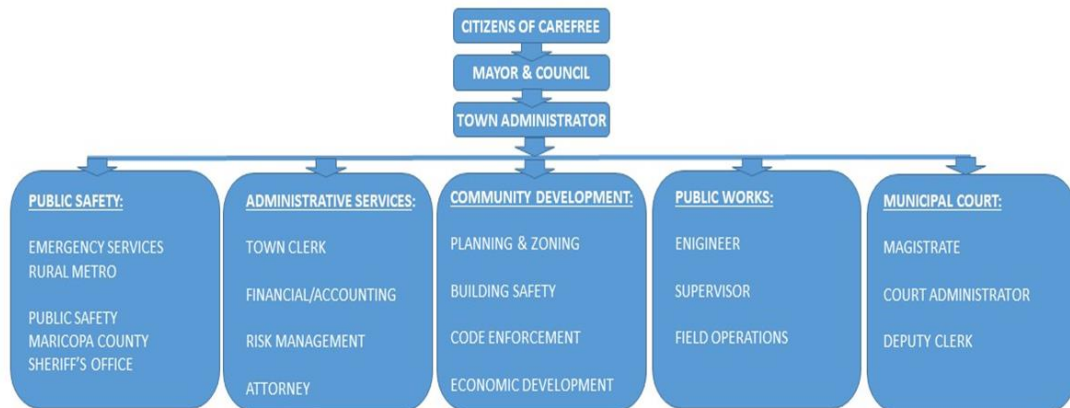 CITIZENS OF CAREFREE
MAYOR & COUNCIL
TOWN ADMINISTRATOR
PUBLIC SAFETY:
EMERGENCY SERVICES
RURAL METRO
PUBLIC SAFETY
MARICOPA COUNTY
SHERIFF'S OFFICE
ADMINISTRATIVE SERVICES:
TOWN CLERK
FINANCIAL/ACCOUNTING
RISK MANAGEMENT
ATTORNEY
COMMUNITY DEVELOPMENT:
PLANNING & ZONING
BUILDING SAFETY
CODE ENFORCEMENT
ECONOMIC DEVELOPMENT
PUBLIC WORKS:
ENIGINEER
SUPERVISOR
FIELD OPERATIONS
MUNICIPAL COURT:
MAGISTRATE
COURT ADMINISTRATOR
DEPUTY CLERK